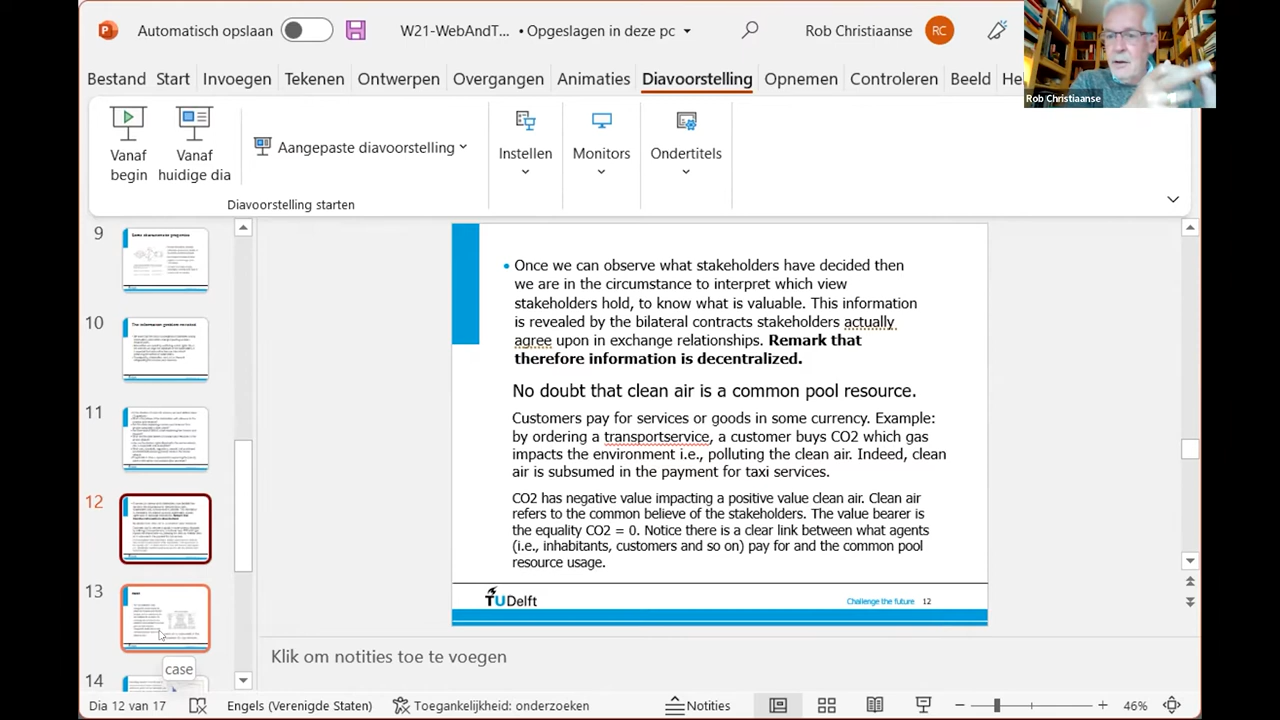 Automatisch opslaan
W21-WebAndT... • Opgeslagen in deze pc
Rob Christiaanse RC
Rob Christiaanse
Bestand Start Invoegen Tekenen Ontwerpen Overgangen Animaties Diavoorstelling Opnemen Controleren Beeld He
Vanaf begin
Vanaf huidige dia
Aangepaste diavoorstelling
Instellen
Monitors
Ondertitels
Diavoorstelling starten
9
10
11
12
13
case
14
• Once we can observe what stakeholders have decided then
we are in the circumstance to interpret which view
stakeholders hold, to know what is valuable. This information
is revealed by the bilateral contracts stakeholders actually
agree upon in exchange relationships. Remark that
therefore information is decentralized.
No doubt that clean air is a common pool resource.
Customers pay for services or goods in some currency. Example:
by ordering a transportservice, a customer buys CO2, which gas
impacts the environment i.e., polluting the clean air. Indeed, clean
air is subsumed in the payment for taxi services.
CO2 has a neg. value impacting a positive value clean air. Clean air
refers to the common believe of the stakeholders. The value bearer is
the equation CO2=1. Notice there is a clear link between what agents
(i.e., inhabitants, customers and so on) pay for and the common pool
resource usage.
TU Delft
Challenge the future 12
Klik om notities toe te voegen
Dia 12 van 17
Engels (Verenigde Staten)
Toegankelijkheid: onderzoeken
Notities
46%